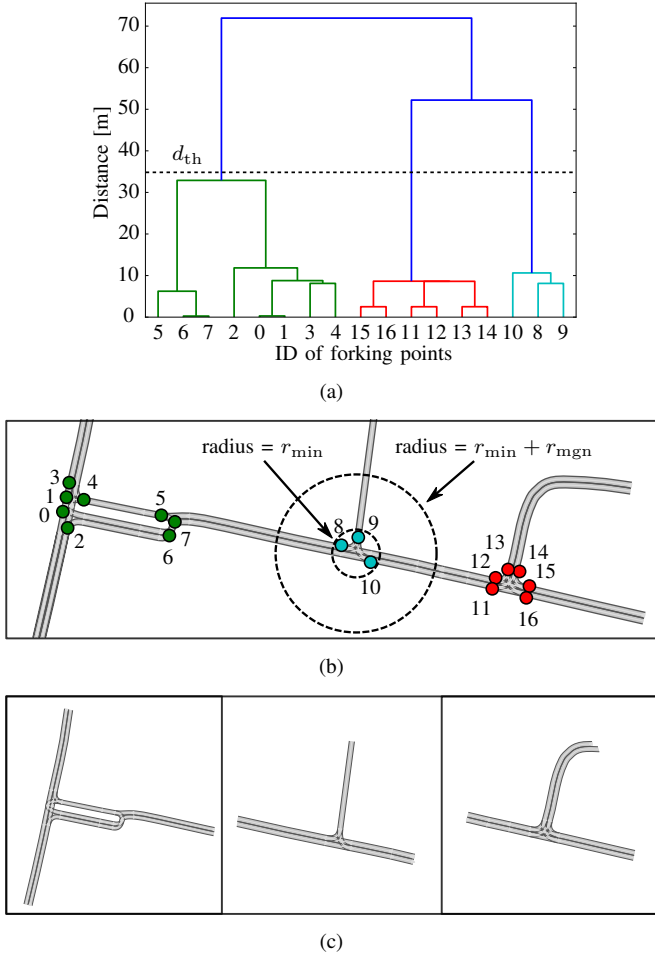 70
60
50
40
30
20
10
0
Distance [m]
d_th
5 6 7 2 0 1 3 4 15 16 11 12 13 14 10 8 9
ID of forking points
(a)
radius = r_min
radius = r_min + r_mgn
3
4
1
0
2
5
7
6
8
9
10
13
12
14
15
11
16
(b)
(c)